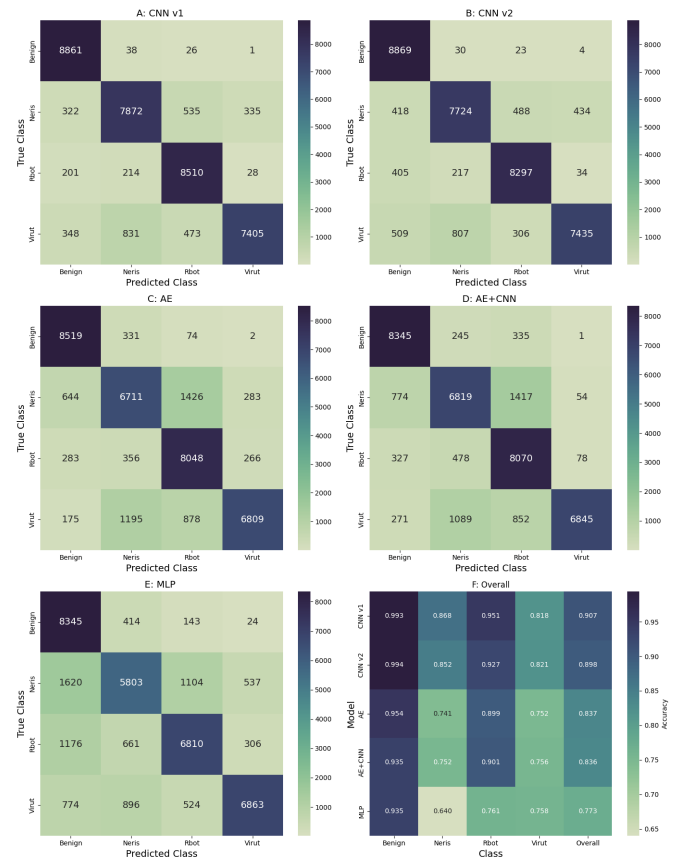 A: CNN v1
Benign 8861 38 26 1
Neris 322 7872 535 335
Rbot 201 214 8510 28
Virut 348 831 473 7405
Benign Neris Rbot Virut
True Class
Predicted Class
8000
7000
6000
5000
4000
3000
2000
1000
B: CNN v2
Benign 8869 30 23 4
Neris 418 7724 488 434
Rbot 405 217 8297 34
Virut 509 807 306 7435
Benign Neris Rbot Virut
True Class
Predicted Class
8000
7000
6000
5000
4000
3000
2000
1000
C: AE
Benign 8519 331 74 2
Neris 644 6711 1426 283
Rbot 283 356 8048 266
Virut 175 1195 878 6809
Benign Neris Rbot Virut
True Class
Predicted Class
8000
7000
6000
5000
4000
3000
2000
1000
D: AE+CNN
Benign 8345 245 335 1
Neris 774 6819 1417 54
Rbot 327 478 8070 78
Virut 271 1089 852 6845
Benign Neris Rbot Virut
True Class
Predicted Class
8000
7000
6000
5000
4000
3000
2000
1000
E: MLP
Benign 8345 414 143 24
Neris 1620 5803 1104 537
Rbot 1176 661 6810 306
Virut 774 896 524 6863
Benign Neris Rbot Virut
True Class
Predicted Class
8000
7000
6000
5000
4000
3000
2000
1000
F: Overall
CNN v1 0.993 0.868 0.951 0.818 0.907
CNN v2 0.994 0.852 0.927 0.821 0.898
AE 0.954 0.741 0.899 0.752 0.837
AE+CNN 0.935 0.752 0.901 0.756 0.836
MLP 0.935 0.640 0.761 0.758 0.773
Benign Neris Rbot Virut Overall
Model
Class
0.95
0.90
0.85
0.80
0.75
0.70
0.65
Accuracy